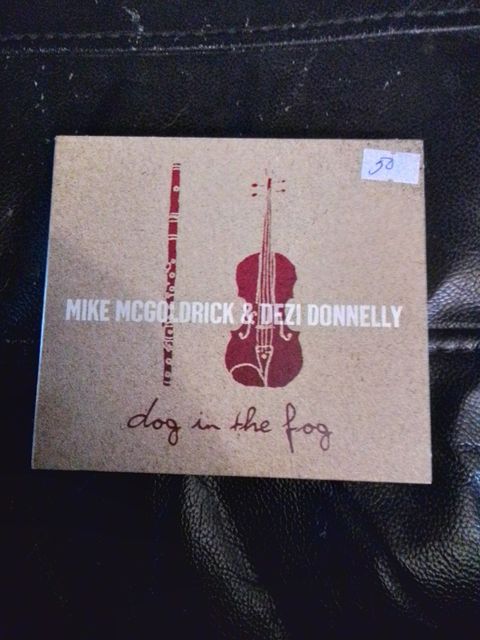 50
MIKE MCGOLDRICK & DEZI DONNELLY
dog in the fog